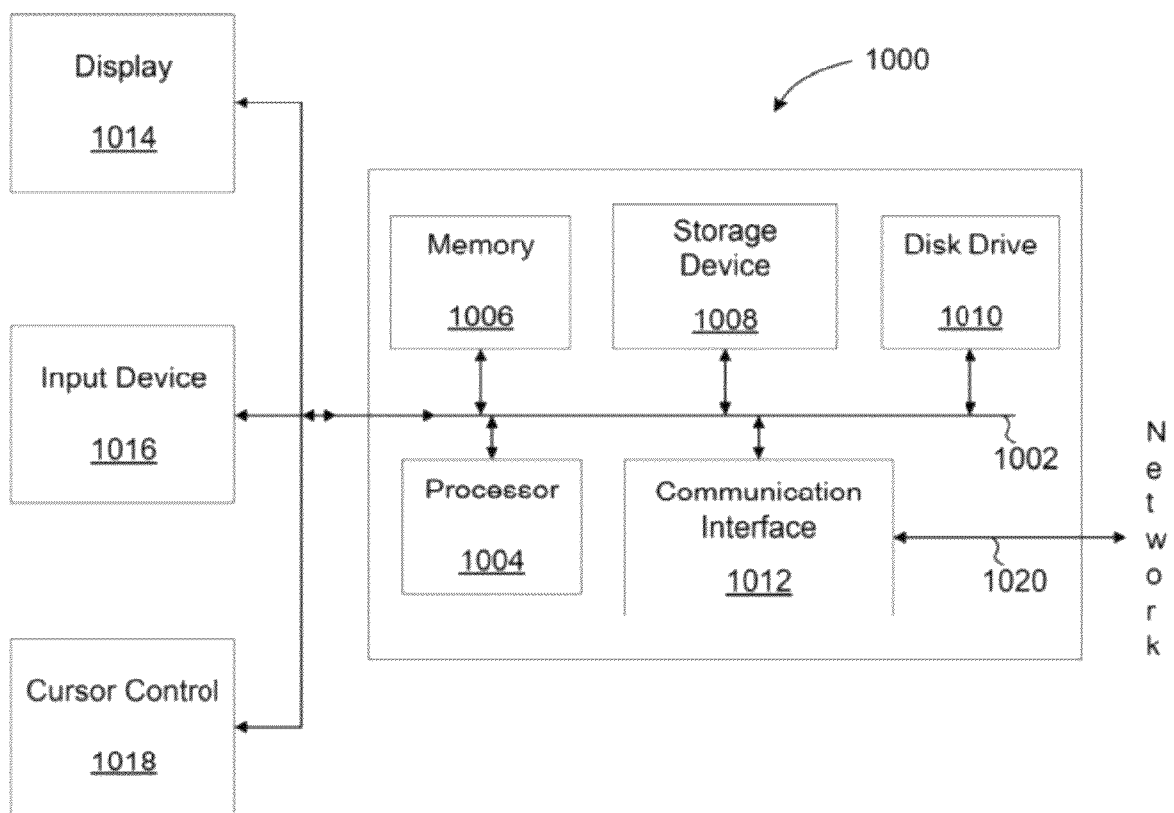 1000
Display
1014
Memory
1006
Storage
Device
1008
Disk Drive
1010
Input Device
1016
1002
Processor
1004
Communication
Interface
1012
1020
Network
Cursor Control
1018